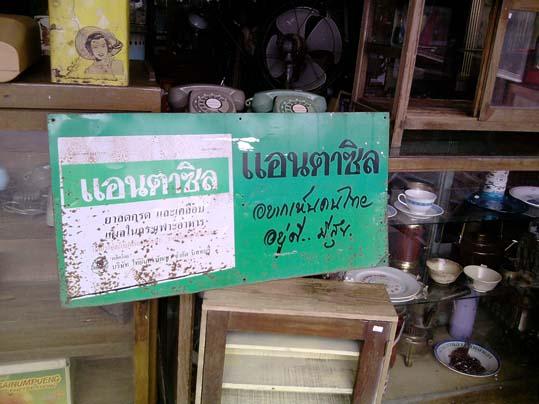 แอนตาซิล
ยาลดกรด และเคลือบ
แผลในกระเพาะอาหาร
แอนตาซิล
อยากเห็นคนไทย
อยู่ดี.. มีสุข.
SAINUMPUENG